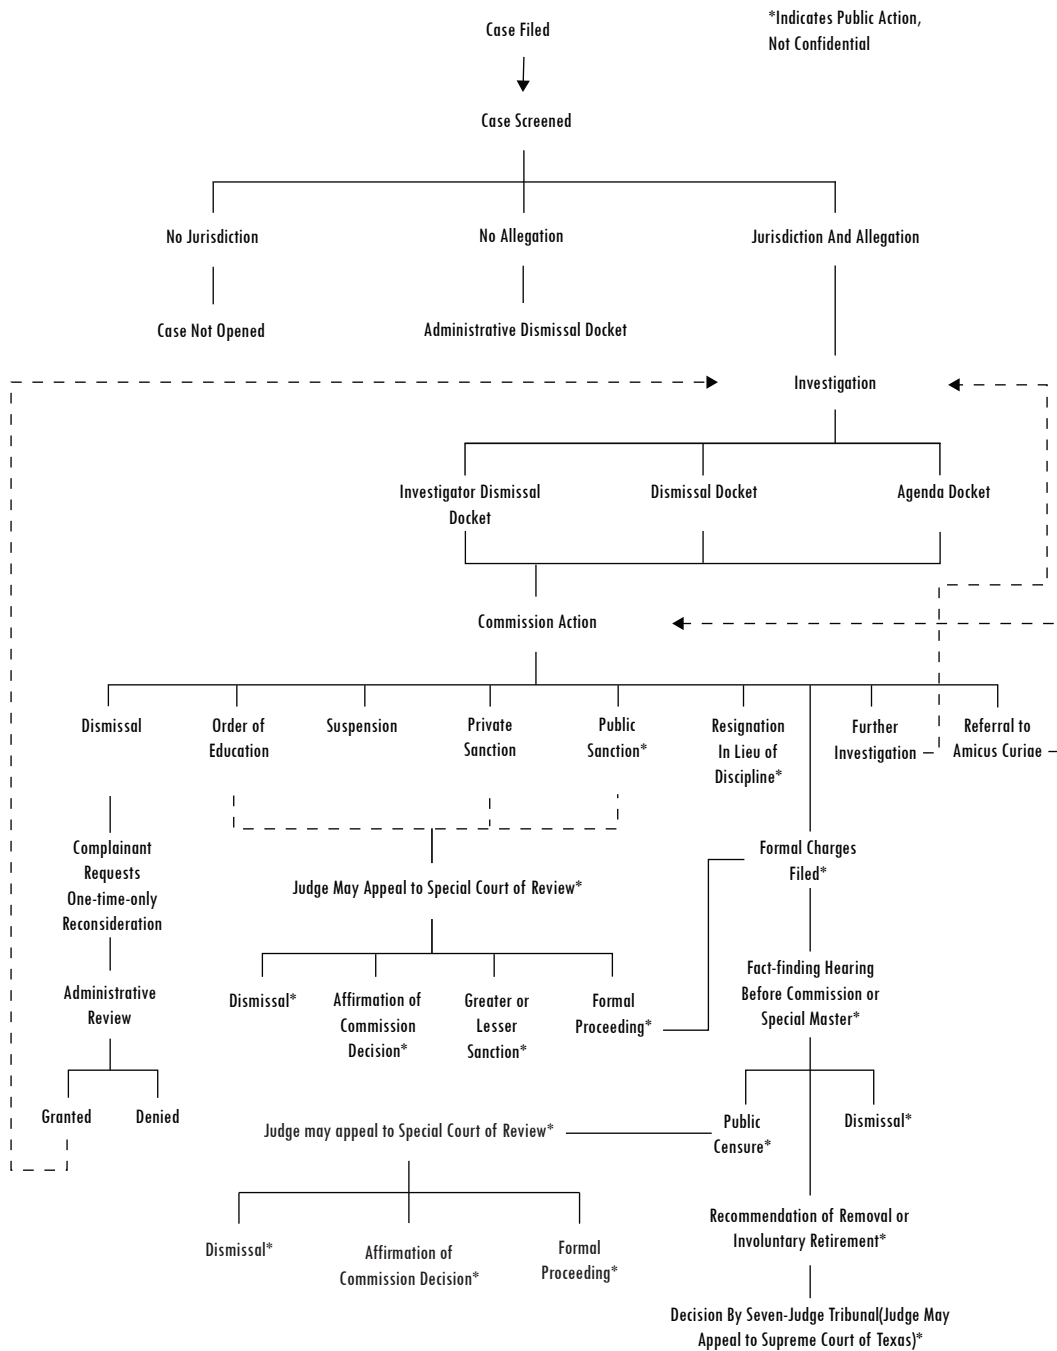 Case Filed
*Indicates Public Action,
Not Confidential
Case Screened
No Jurisdiction
No Allegation
Jurisdiction And Allegation
Case Not Opened
Administrative Dismissal Docket
Investigation
Investigator Dismissal
Docket
Dismissal Docket
Agenda Docket
Commission Action
Dismissal
Order of
Education
Suspension
Private
Sanction
Public
Sanction*
Resignation
In Lieu of
Discipline*
Further
Investigation
Referral to
Amicus Curiae
Complainant
Requests
One-time-only
Reconsideration
Judge May Appeal to Special Court of Review*
Formal Charges
Filed*
Administrative
Review
Dismissal*
Affirmation of
Commission
Decision*
Greater or
Lesser
Sanction*
Formal
Proceeding*
Fact-finding Hearing
Before Commission or
Special Master*
Granted
Denied
Judge may appeal to Special Court of Review*
Public
Censure*
Dismissal*
Dismissal*
Affirmation of
Commission Decision*
Formal
Proceeding*
Recommendation of Removal or
Involuntary Retirement*
Decision By Seven-Judge Tribunal(Judge May
Appeal to Supreme Court of Texas)*